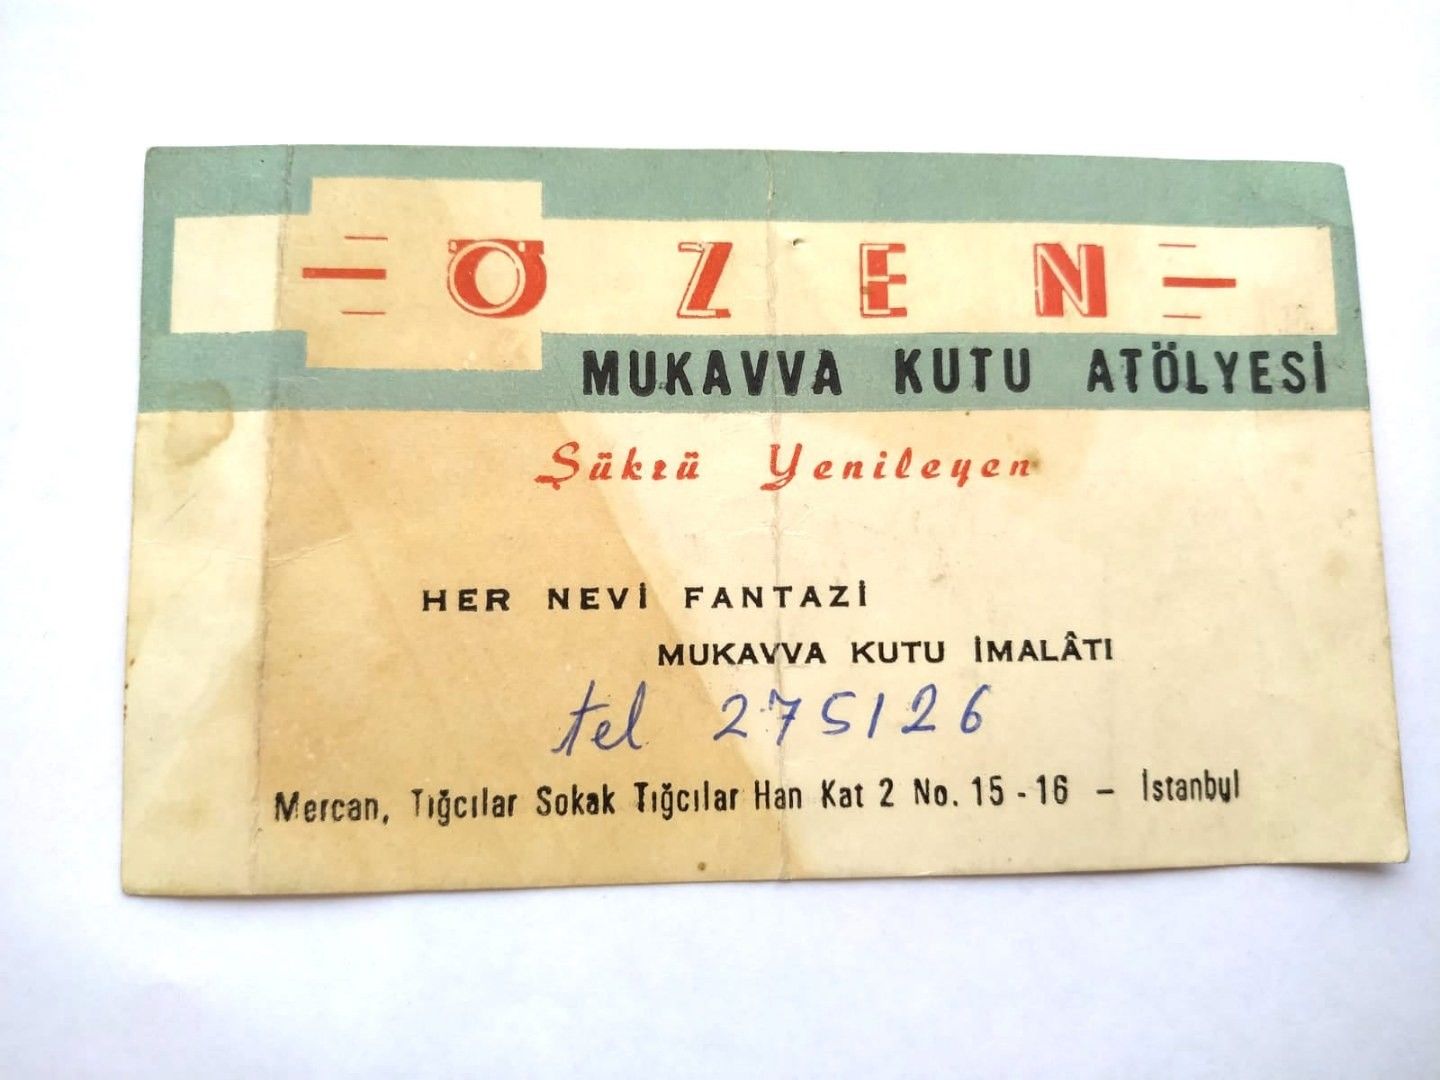 ÖZEN
MUKAVVA KUTU ATÖLYESİ
Şükrü Yenileyen
HER NEVİ FANTAZİ
MUKAVVA KUTU İMALÂTI
tel 275126
Mercan, Tığcılar Sokak Tığcılar Han Kat 2 No. 15 - 16 – İstanbul